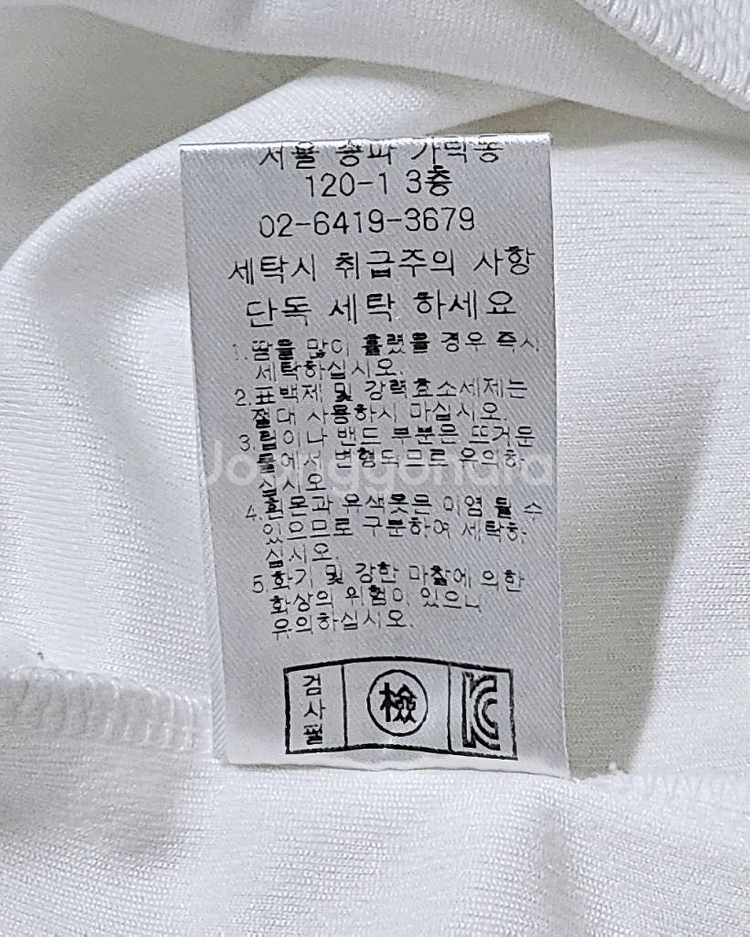 서울 송파 가락동
120-1 3층
02-6419-3679
세탁시 취급주의 사항
단독 세탁 하세요
1.땀을 많이 흘렸을 경우 즉시
세탁하십시오.
2.표백제 및 강력효소세제는
절대 사용하시 마십시오.
3.립이나 밴드 부분은 뜨거운
물에서 변형되므로 유의하
십시오.
4.흰옷과 유색옷은 이염 될 수
있으므로 구분하여 세탁하
십시오.
5.화기 및 강한 마찰에 의한
화상의 위험이 있으니
유의하십시오.
검사필
檢
KC
Joonggonara